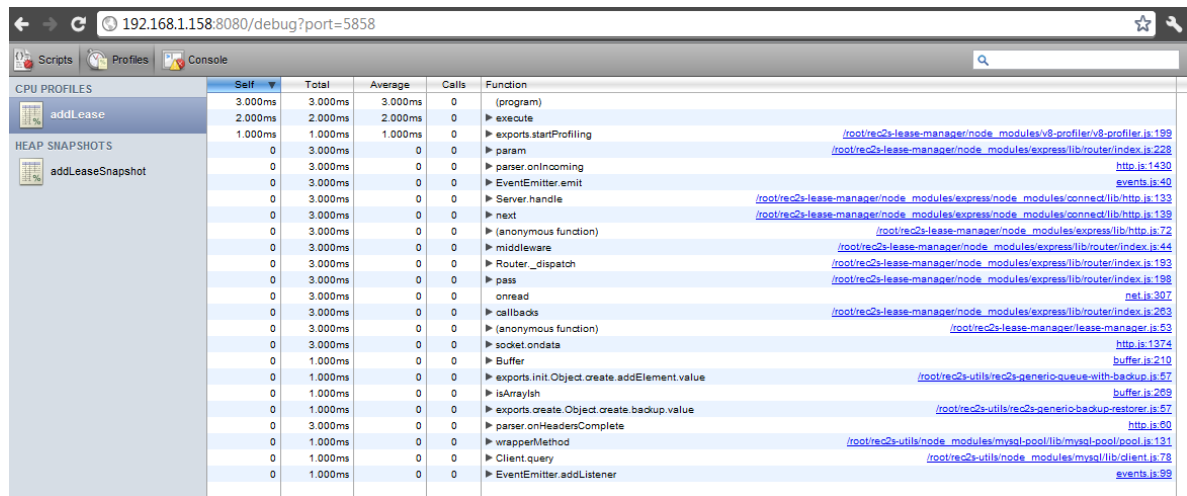 192.168.1.158:8080/debug?port=5858
Scripts Profiles Console
CPU PROFILES
addLease
HEAP SNAPSHOTS
addLeaseSnapshot
Self Total Average Calls Function
3.000ms 3.000ms 3.000ms 0 (program)
2.000ms 2.000ms 2.000ms 0 execute
1.000ms 1.000ms 1.000ms 0 exports.startProfiling /root/rec2s-lease-manager/node_modules/v8-profiler/v8-profiler.js:199
0 3.000ms 0 0 param /root/rec2s-lease-manager/node_modules/express/lib/router/index.js:228
0 3.000ms 0 0 parser.onIncoming http.js:1430
0 3.000ms 0 0 EventEmitter.emit events.js:40
0 3.000ms 0 0 Server.handle /root/rec2s-lease-manager/node_modules/express/node_modules/connect/lib/http.js:133
0 3.000ms 0 0 next /root/rec2s-lease-manager/node_modules/express/node_modules/connect/lib/http.js:139
0 3.000ms 0 0 (anonymous function) /root/rec2s-lease-manager/node_modules/express/lib/http.js:72
0 3.000ms 0 0 middleware /root/rec2s-lease-manager/node_modules/express/lib/router/index.js:44
0 3.000ms 0 0 Router._dispatch /root/rec2s-lease-manager/node_modules/express/lib/router/index.js:193
0 3.000ms 0 0 pass /root/rec2s-lease-manager/node_modules/express/lib/router/index.js:198
0 3.000ms 0 0 onread net.js:307
0 3.000ms 0 0 callbacks /root/rec2s-lease-manager/node_modules/express/lib/router/index.js:263
0 3.000ms 0 0 (anonymous function) /root/rec2s-lease-manager/lease-manager.js:53
0 3.000ms 0 0 socket.ondata http.js:1374
0 1.000ms 0 0 Buffer buffer.js:210
0 1.000ms 0 0 exports.init.Object.create.addElement.value /root/rec2s-utils/rec2s-generic-queue-with-backup.js:57
0 1.000ms 0 0 isArrayIsh buffer.js:269
0 1.000ms 0 0 exports.create.Object.create.backup.value /root/rec2s-utils/rec2s-generic-backup-restorer.js:57
0 3.000ms 0 0 parser.onHeadersComplete http.js:60
0 1.000ms 0 0 wrapperMethod /root/rec2s-utils/node_modules/mysql-pool/lib/mysql-pool/pool.js:131
0 1.000ms 0 0 Client.query /root/rec2s-utils/node_modules/mysql/lib/client.js:78
0 1.000ms 0 0 EventEmitter.addListener events.js:99